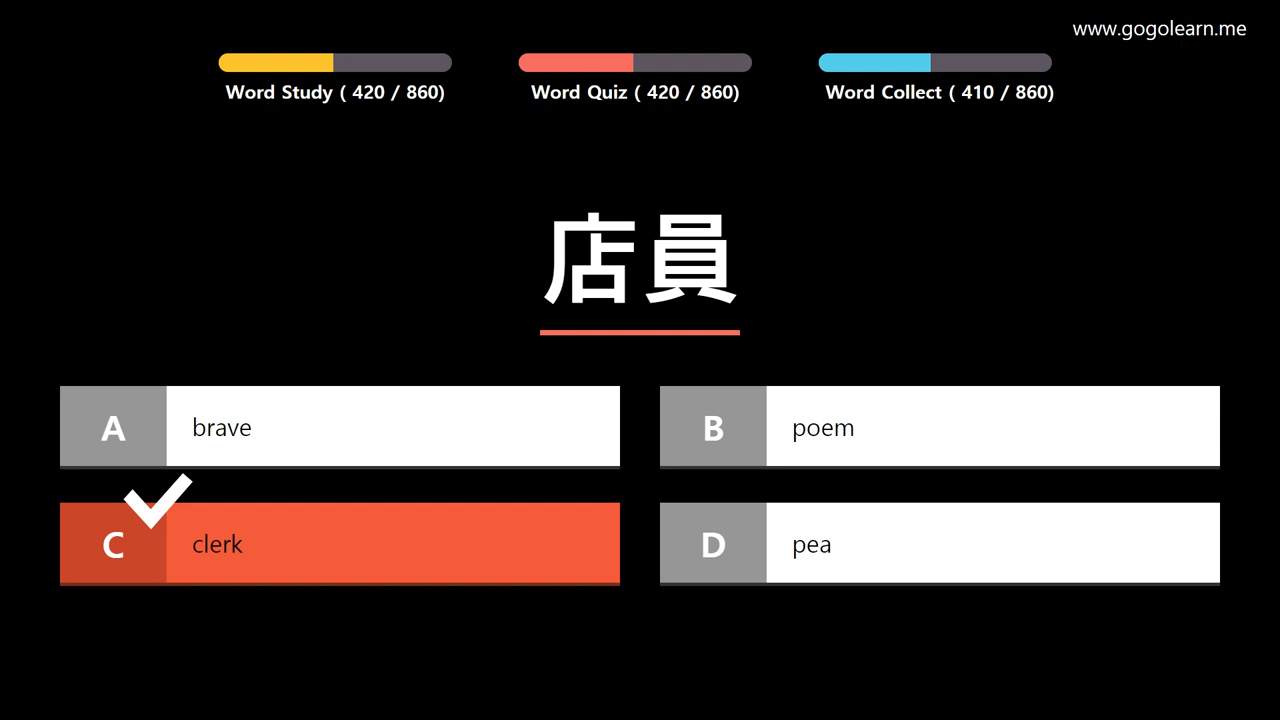 www.gogolearn.me
Word Study ( 420 / 860)
Word Quiz ( 420 / 860)
Word Collect ( 410 / 860)
店員
A brave
B poem
C clerk
D pea